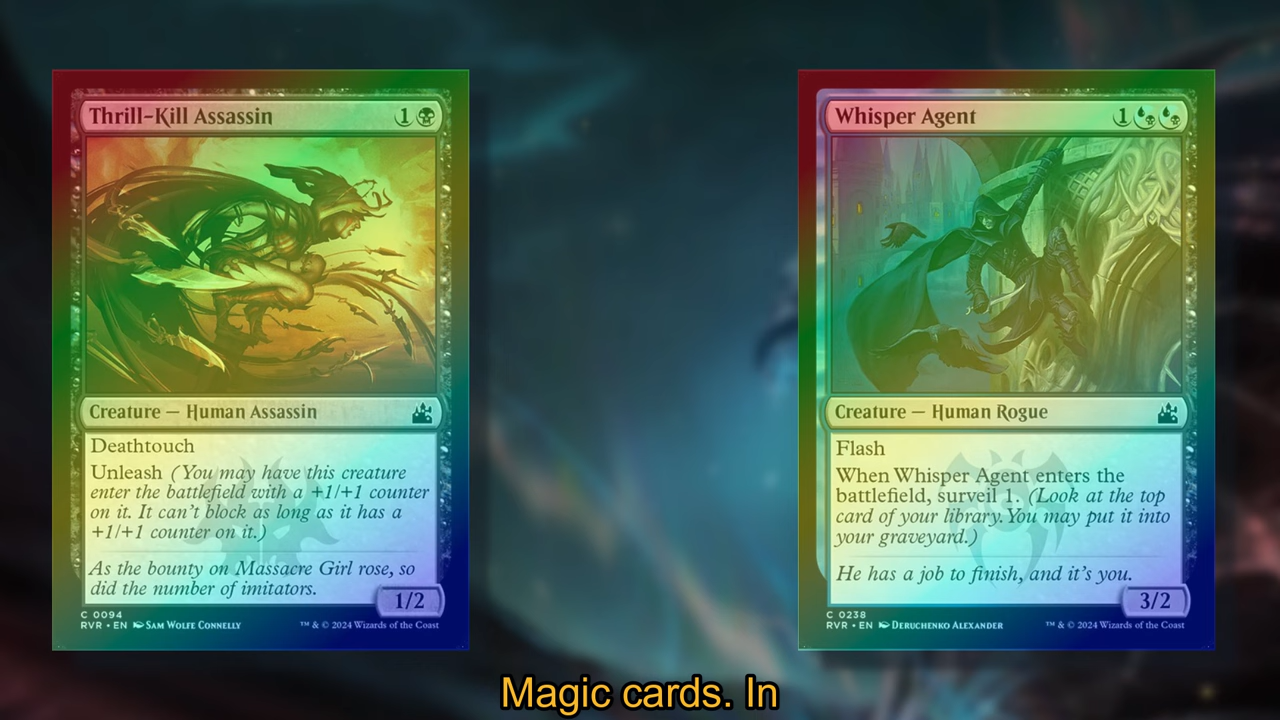 Thrill-Kill Assassin 1
Creature — Human Assassin
Deathtouch
Unleash (You may have this creature
enter the battlefield with a +1/+1 counter
on it. It can't block as long as it has a
+1/+1 counter on it.)
As the bounty on Massacre Girl rose, so
did the number of imitators.
1/2
C 0094
RVR • EN Sam Wolfe Connelly
™ & © 2024 Wizards of the Coast
Whisper Agent 1
Creature — Human Rogue
Flash
When Whisper Agent enters the
battlefield, surveil 1. (Look at the top
card of your library. You may put it into
your graveyard.)
He has a job to finish, and it's you.
3/2
C 0238
RVR • EN Deruchenko Alexander
™ & © 2024 Wizards of the Coast
Magic cards. In